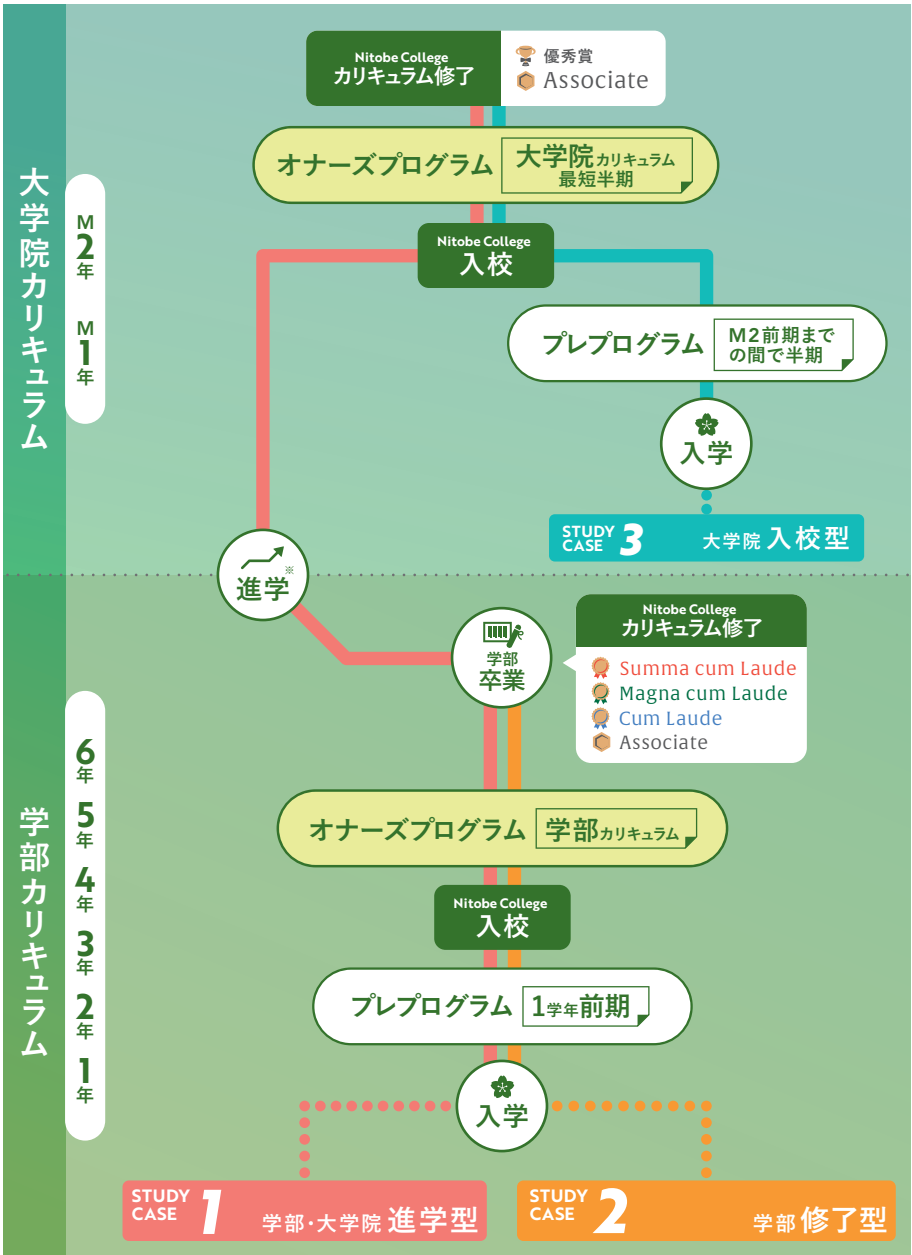 大学院カリキュラム
M
2
年
M
1
年
Nitobe College
カリキュラム修了
優秀賞
Associate
オナーズプログラム
大学院カリキュラム
最短半期
Nitobe College
入校
プレプログラム
M2前期まで
の間で半期
入学
STUDY
CASE 3
大学院 入校型
進学※
学部カリキュラム
6
年
5
年
4
年
3
年
2
年
1
年
学部
卒業
Nitobe College
カリキュラム修了
Summa cum Laude
Magna cum Laude
Cum Laude
Associate
オナーズプログラム
学部カリキュラム
Nitobe College
入校
プレプログラム
1学年前期
入学
STUDY
CASE 1
学部・大学院 進学型
STUDY
CASE 2
学部 修了型